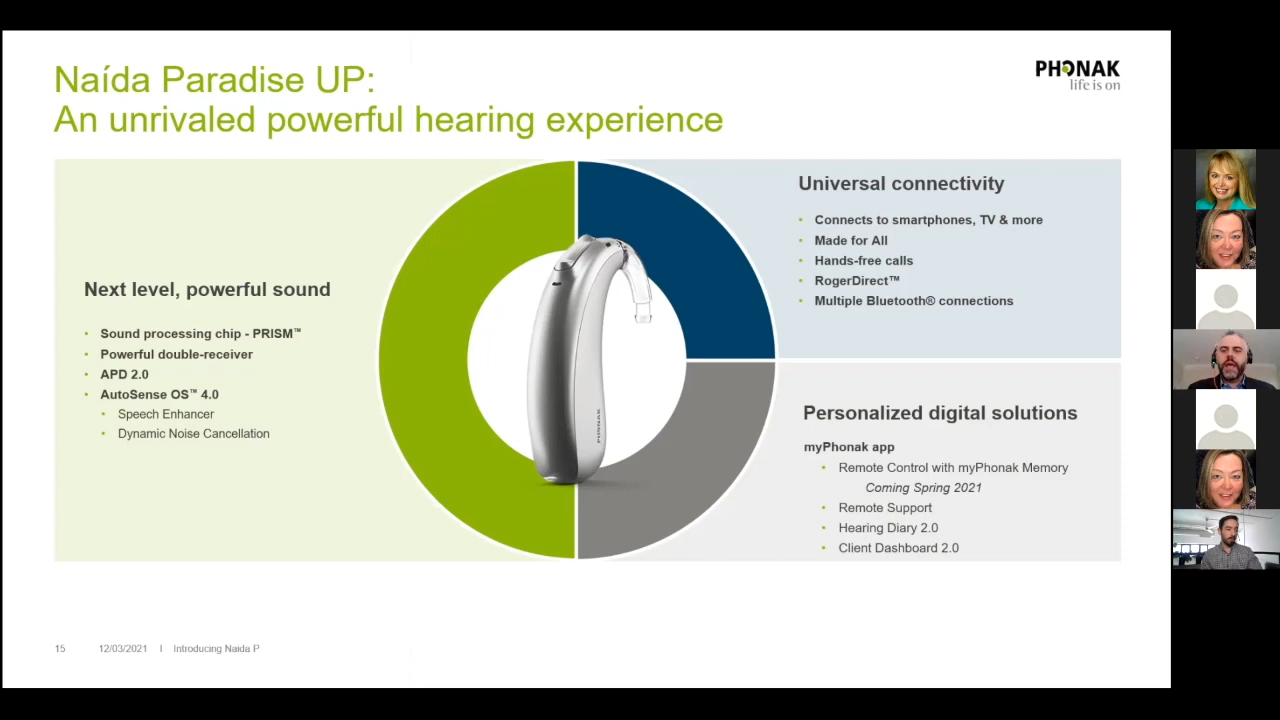 Naída Paradise UP:
An unrivaled powerful hearing experience
PHONAK
life is on
Next level, powerful sound
• Sound processing chip - PRISM™
• Powerful double-receiver
• APD 2.0
• AutoSense OS™ 4.0
• Speech Enhancer
• Dynamic Noise Cancellation
PHONAK
Universal connectivity
• Connects to smartphones, TV & more
• Made for All
• Hands-free calls
• RogerDirect™
• Multiple Bluetooth® connections
Personalized digital solutions
myPhonak app
• Remote Control with myPhonak Memory
Coming Spring 2021
• Remote Support
• Hearing Diary 2.0
• Client Dashboard 2.0
15 12/03/2021 I Introducing Naida P